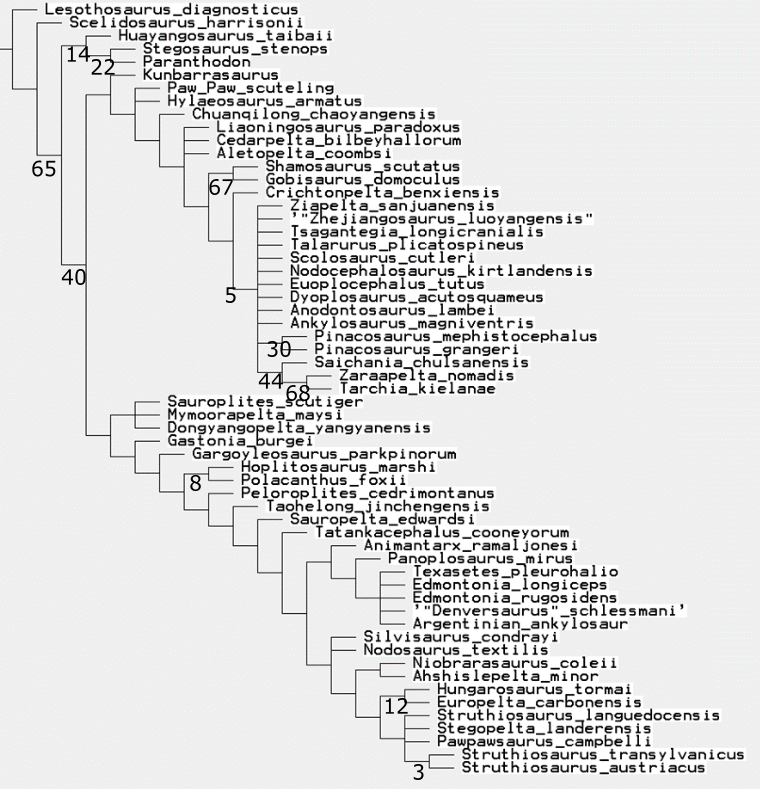 Lesothosaurus_diagnosticus
Scelidosaurus_harrisonii
Huayangosaurus_taibaii
14
Stegosaurus_stenops
Paranthodon
22
Kunbarrasaurus
Paw_Paw_scuteling
Hylaeosaurus_armatus
Chuanqilong_chaoyangensis
Liaoningosaurus_paradoxus
Cedarpelta_bilbeyhallorum
Aletopelta_coombsi
65
Shamosaurus_scutatus
Gobisaurus_domoculus
67
Crichtonpelta_benxiensis
Ziapelta_sanjuanensis
'"Zhejiangosaurus_luoyangensis"
Tsagantegia_longicranialis
Talarurus_plicatospineus
Scolosaurus_cutleri
Nodocephalosaurus_kirtlandensis
40
Euoplocephalus_tutus
5
Dyoplosaurus_acutosquameus
Anodontosaurus_lambei
Ankylosaurus_magniventris
Pinacosaurus_mephistocephalus
30
Pinacosaurus_grangeri
Saichania_chulsanensis
44
Zaraapelta_nomadis
68
Tarchia_kielanae
Sauroplites_scutiger
Mymoorapelta_maysi
Dongyangopelta_yangyanensis
Gastonia_burgei
Gargoyleosaurus_parkpinorum
Hoplitosaurus_marshi
8
Polacanthus_foxii
Peloroplites_cedrimontanus
Taohelong_jinchengensis
Sauropelta_edwardsi
Tatankacephalus_cooneyorum
Animantarx_ramaljonesi
Panoplosaurus_mirus
Texasetes_pleurohalio
Edmontonia_longiceps
Edmontonia_rugosidens
'"Denversaurus"_schlessmani'
Argentinian_ankylosaur
Silvisaurus_condrayi
Nodosaurus_textilis
Niobrarasaurus_coleii
Ahshislepelta_minor
Hungarosaurus_tormai
12
Europelta_carbonensis
Struthiosaurus_languedocensis
Stegopelta_landerensis
Pawpawsaurus_campbelli
Struthiosaurus_transylvanicus
3
Struthiosaurus_austriacus